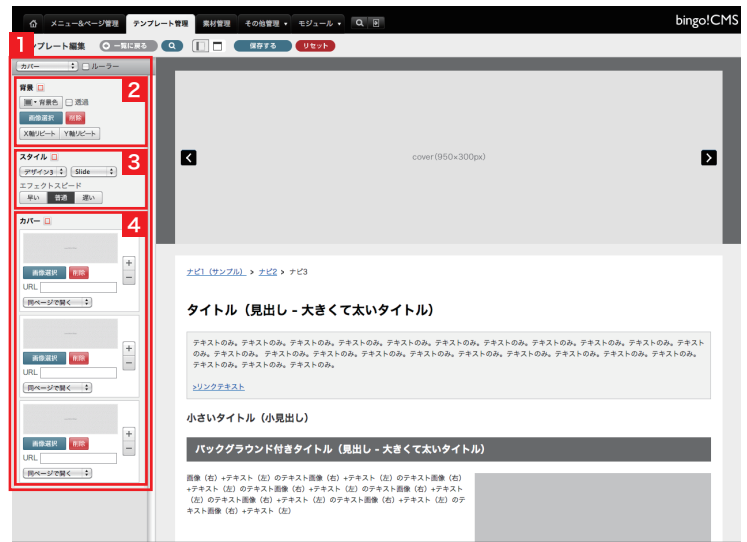 メニュー&ページ管理 テンプレート管理 素材管理 その他管理 モジュール bingo!CMS
1 ンプレート編集 一覧に戻る 保存する リセット
カバー ルーラー
背景 2
背景色 透過
画像選択 削除
X軸リピート Y軸リピート
スタイル 3
デザイン3 Slide
エフェクトスピード
早い 普通 遅い
カバー 4
画像選択 削除 + −
URL
同ページで開く
画像選択 削除 + −
URL
同ページで開く
画像選択 削除 + −
URL
同ページで開く
cover(950×300px)
ナビ1(サンプル) > ナビ2 > ナビ3
タイトル(見出し - 大きくて太いタイトル)
テキストのみ。テキストのみ。テキストのみ。テキストのみ。テキストのみ。テキストのみ。テキストのみ。テキストのみ。テキストのみ。テキストのみ。テキスト
のみ。テキストのみ。 テキストのみ。テキストのみ。テキストのみ。テキストのみ。テキストのみ。テキストのみ。テキストのみ。テキストのみ。テキストのみ。
テキストのみ。テキストのみ。テキストのみ。
>リンクテキスト
小さいタイトル(小見出し)
バックグラウンド付きタイトル(見出し - 大きくて太いタイトル)
画像(右)+テキスト(左)のテキスト画像(右)+テキスト(左)のテキスト画像(右)
+テキスト(左)のテキスト画像(右)+テキスト(左)のテキスト画像(右)+テキスト
(左)のテキスト画像(右)+テキスト(左)のテキスト画像(右)+テキスト(左)のテ
キスト画像(右)+テキスト(左)